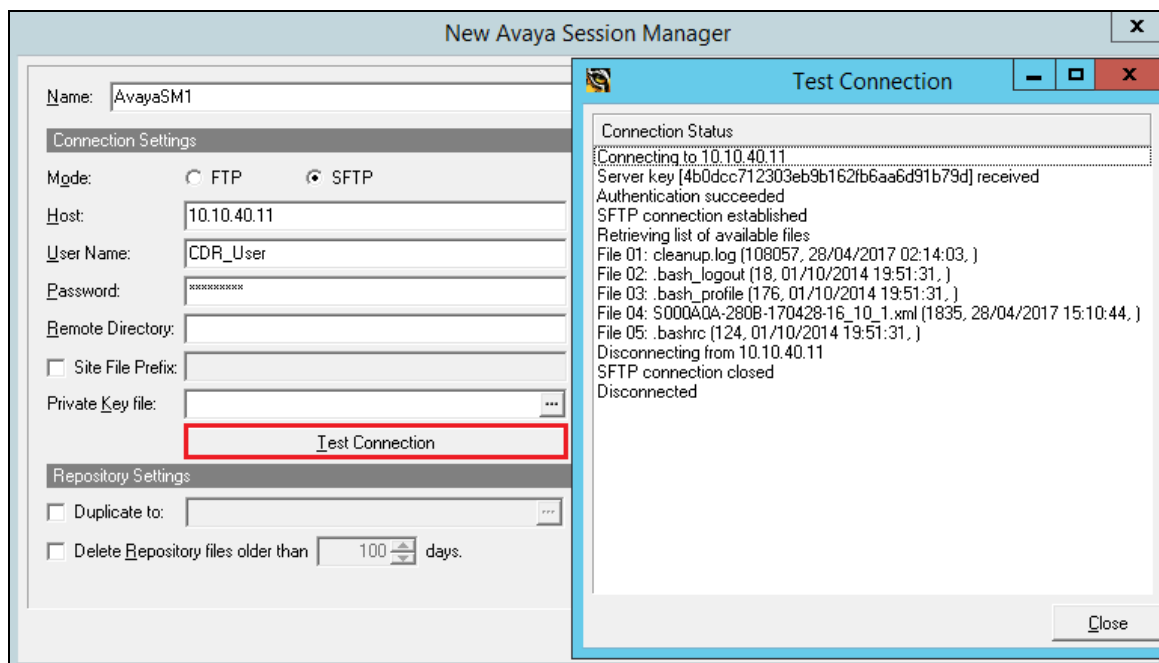 New Avaya Session Manager
x
Name: AvayaSM1
Connection Settings
Mode: FTP SFTP
Host: 10.10.40.11
User Name: CDR_User
Password: *********
Remote Directory:
Site File Prefix:
Private Key file: ...
Test Connection
Repository Settings
Duplicate to: ...
Delete Repository files older than 100 days.
Test Connection
x
Connection Status
Connecting to 10.10.40.11
Server key [4b0dcc712303eb9b162fb6aa6d91b79d] received
Authentication succeeded
SFTP connection established
Retrieving list of available files
File 01: cleanup.log (108057, 28/04/2017 02:14:03, )
File 02: .bash_logout (18, 01/10/2014 19:51:31, )
File 03: .bash_profile (176, 01/10/2014 19:51:31, )
File 04: S000A0A-280B-170428-16_10_1.xml (1835, 28/04/2017 15:10:44, )
File 05: .bashrc (124, 01/10/2014 19:51:31, )
Disconnecting from 10.10.40.11
SFTP connection closed
Disconnected
Close